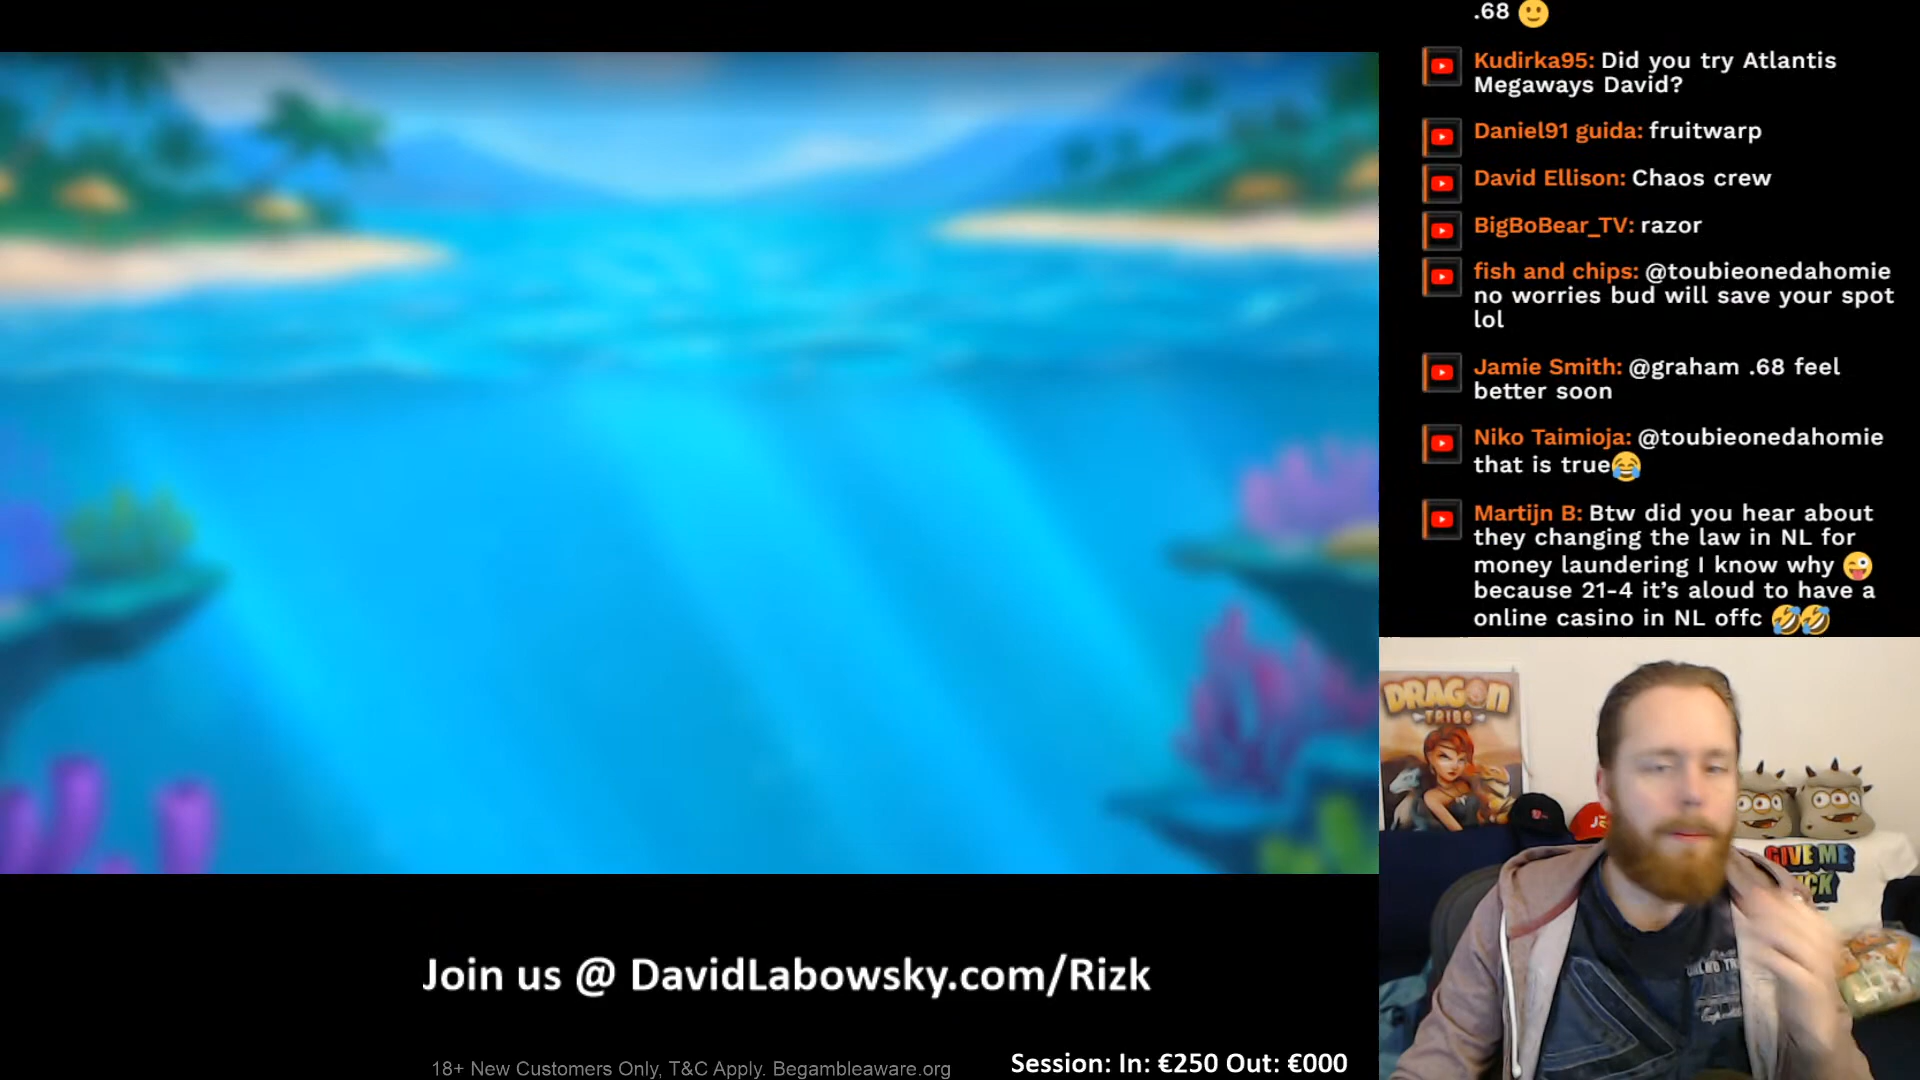 .68
Kudirka95: Did you try Atlantis
Megaways David?
Daniel91 guida: fruitwarp
David Ellison: Chaos crew
BigBoBear_TV: razor
fish and chips: @toubieonedahomie
no worries bud will save your spot
lol
Jamie Smith: @graham .68 feel
better soon
Niko Taimioja: @toubieonedahomie
that is true😂
Martijn B: Btw did you hear about
they changing the law in NL for
money laundering I know why 😜
because 21-4 it’s aloud to have a
online casino in NL offc 🤣🤣
DRAGON
TRIBE
GIVE ME
Join us @ DavidLabowsky.com/Rizk
18+ New Customers Only, T&C Apply. Begambleaware.org
Session: In: €250 Out: €000